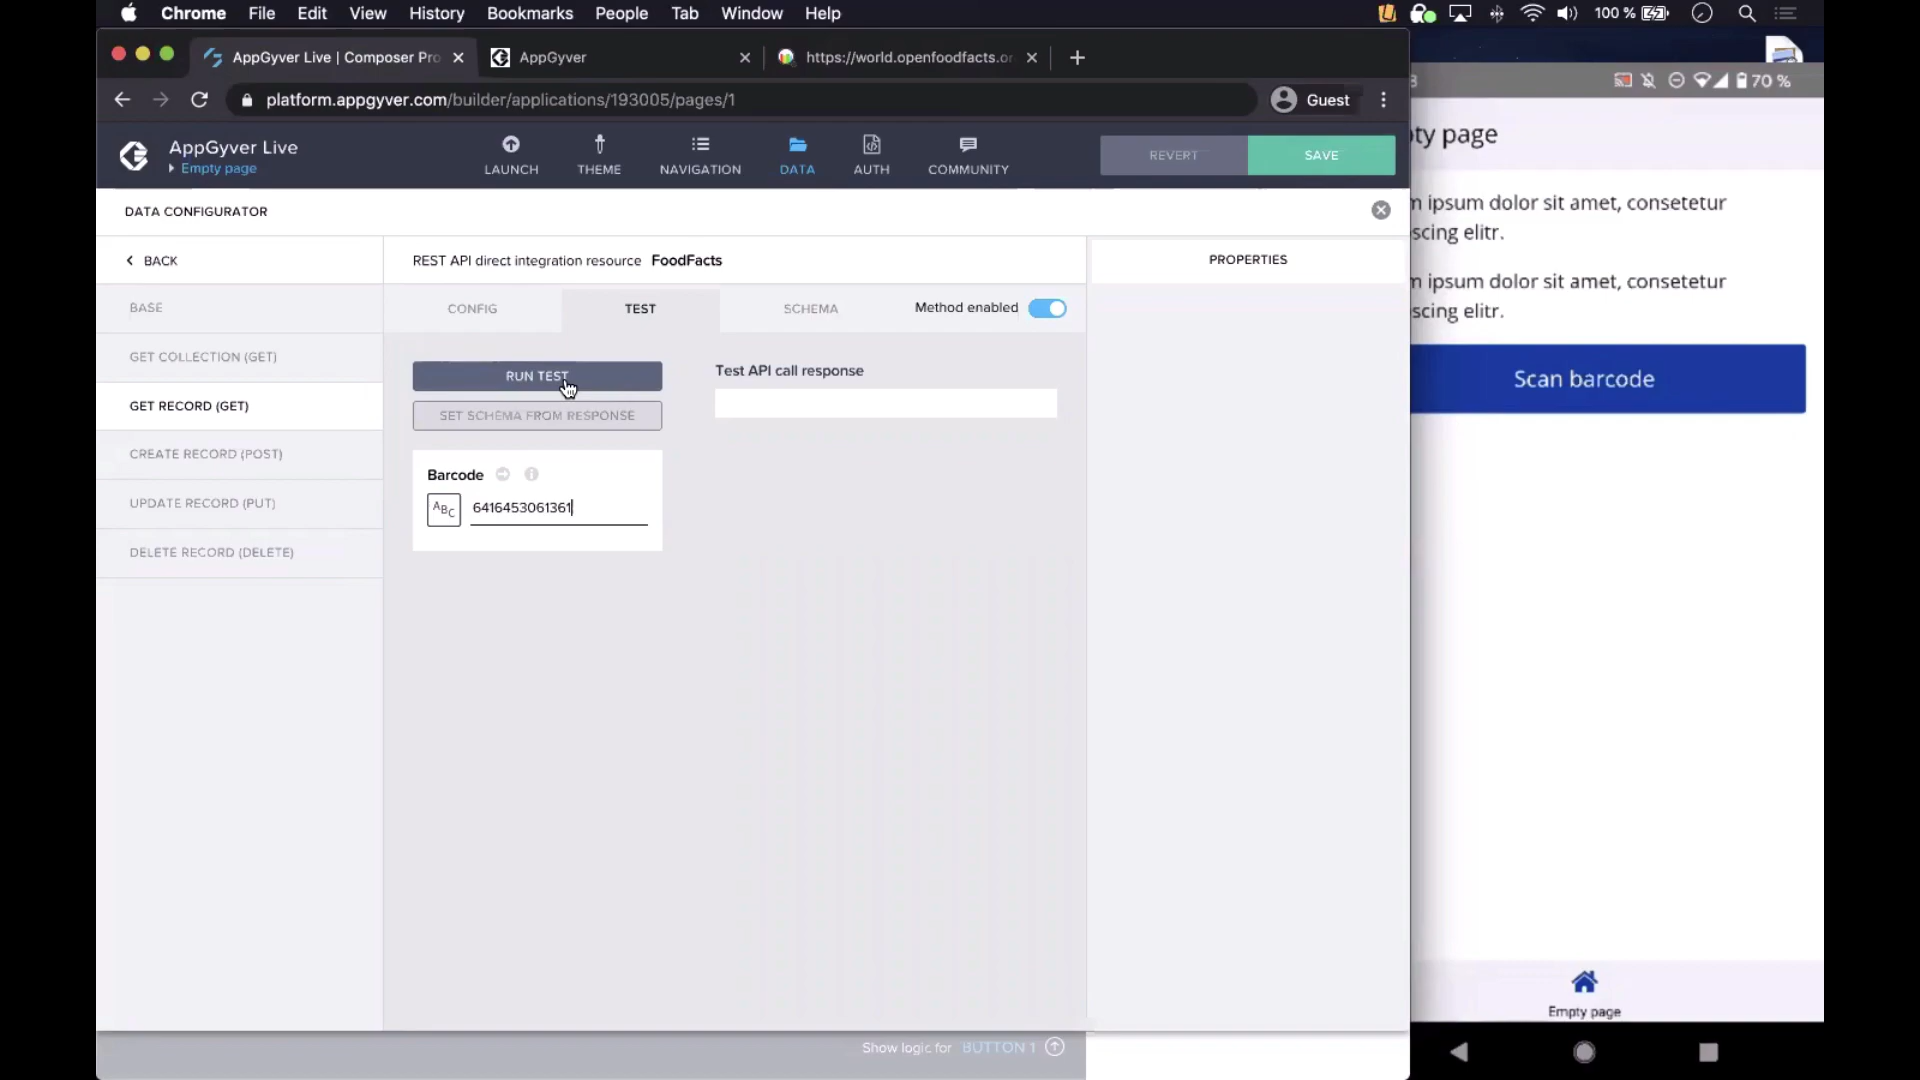 Chrome File Edit View History Bookmarks People Tab Window Help
100 %
AppGyver Live | Composer Pro
AppGyver
https://world.openfoodfacts.or
platform.appgyver.com/builder/applications/193005/pages/1
Guest
70 %
AppGyver Live
Empty page
LAUNCH
THEME
NAVIGATION
DATA
AUTH
COMMUNITY
REVERT
SAVE
DATA CONFIGURATOR
BACK
REST API direct integration resource FoodFacts
PROPERTIES
BASE
GET COLLECTION (GET)
GET RECORD (GET)
CREATE RECORD (POST)
UPDATE RECORD (PUT)
DELETE RECORD (DELETE)
CONFIG
TEST
SCHEMA
Method enabled
RUN TEST
SET SCHEMA FROM RESPONSE
Test API call response
Barcode
ABC
6416453061361
Show logic for BUTTON 1
pty page
m ipsum dolor sit amet, consetetur
scing elitr.
m ipsum dolor sit amet, consetetur
scing elitr.
Scan barcode
Empty page